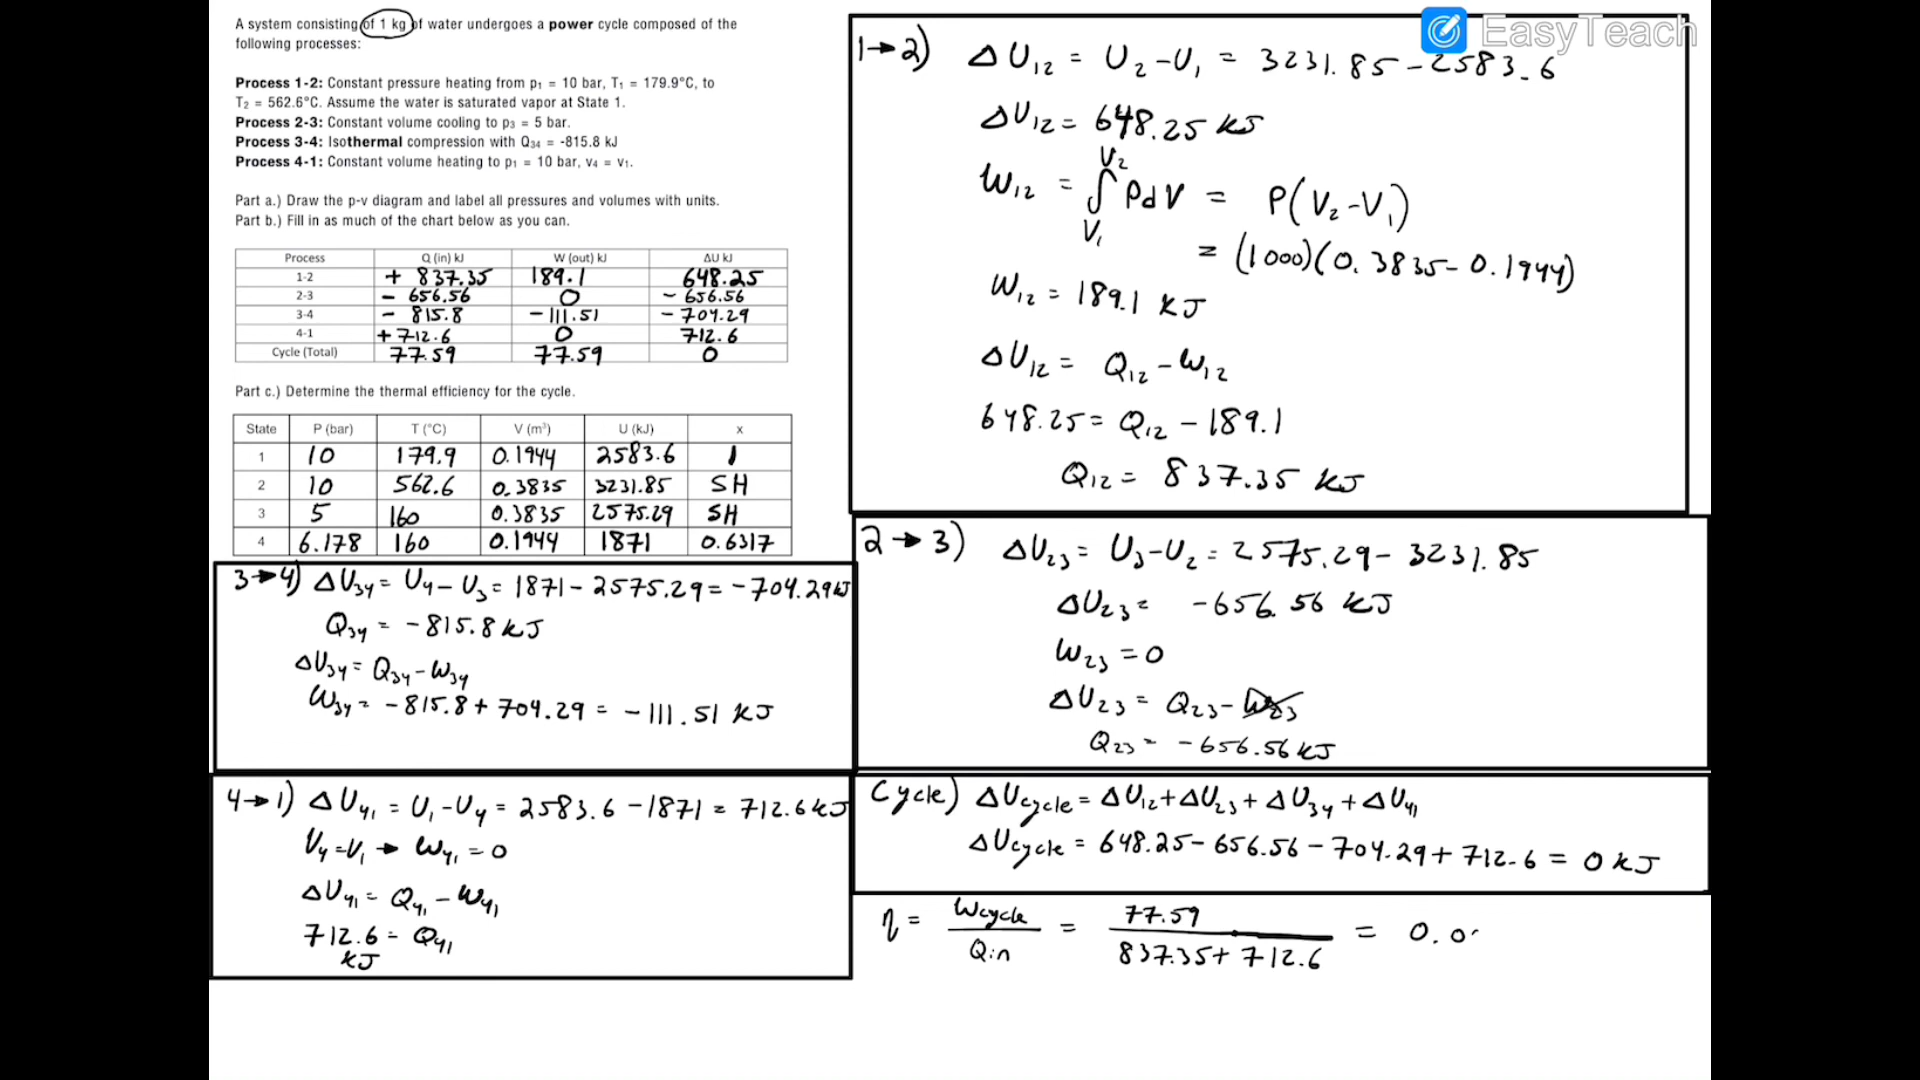 A system consisting of 1 kg of water undergoes a power cycle composed of the
following processes:
Process 1-2: Constant pressure heating from p₁ = 10 bar, T₁ = 179.9°C, to
T₂ = 562.6°C. Assume the water is saturated vapor at State 1.
Process 2-3: Constant volume cooling to p₃ = 5 bar.
Process 3-4: Isothermal compression with Q₃₄ = -815.8 kJ
Process 4-1: Constant volume heating to p₁ = 10 bar, v₄ = v₁.
Part a.) Draw the p-v diagram and label all pressures and volumes with units.
Part b.) Fill in as much of the chart below as you can.
Process Q (in) kJ W (out) kJ ΔU kJ
1-2 + 837.35 189.1 648.25
2-3 - 656.56 0 - 656.56
3-4 - 815.8 -111.51 -704.29
4-1 +712.6 0 712.6
Cycle (Total) 77.59 77.59 0
Part c.) Determine the thermal efficiency for the cycle.
State P (bar) T (°C) V (m³) U (kJ) x
1 10 179.9 0.1944 2583.6 1
2 10 562.6 0.3835 3231.85 SH
3 5 160 0.3835 2575.29 SH
4 6.178 160 0.1944 1871 0.6317
3→4) ΔU₃₄ = U₄ - U₃ = 1871 - 2575.29 = -704.29 kJ
Q₃₄ = -815.8 kJ
ΔU₃₄ = Q₃₄ - W₃₄
W₃₄ = -815.8 + 704.29 = -111.51 kJ
4→1) ΔU₄₁ = U₁ - U₄ = 2583.6 - 1871 = 712.6 kJ
V₄ = V₁ → W₄₁ = 0
ΔU₄₁ = Q₄₁ - W₄₁
712.6 = Q₄₁
kJ
EasyTeach
1→2) ΔU₁₂ = U₂ - U₁ = 3231.85 - 2583.6
ΔU₁₂ = 648.25 kJ
W₁₂ = ∫ᵥ₁ⱽ² PdV = P(V₂ - V₁)
= (1000)(0.3835 - 0.1944)
W₁₂ = 189.1 kJ
ΔU₁₂ = Q₁₂ - W₁₂
648.25 = Q₁₂ - 189.1
Q₁₂ = 837.35 kJ
2→3) ΔU₂₃ = U₃ - U₂ = 2575.29 - 3231.85
ΔU₂₃ = -656.56 kJ
W₂₃ = 0
ΔU₂₃ = Q₂₃ - W₂₃
Q₂₃ = -656.56 kJ
Cycle) ΔUcycle = ΔU₁₂ + ΔU₂₃ + ΔU₃₄ + ΔU₄₁
ΔUcycle = 648.25 - 656.56 - 704.29 + 712.6 = 0 kJ
η = Wcycle / Qin = 77.59 / 837.35 + 712.6 = 0.0